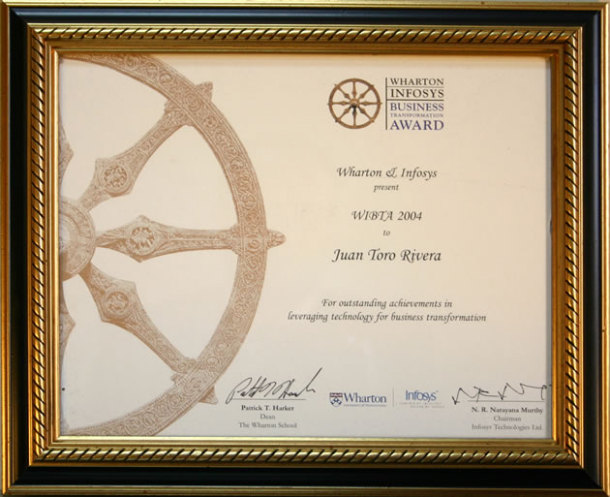 WHARTON
INFOSYS
BUSINESS
TRANSFORMATION
AWARD
Wharton & Infosys
present
WIBTA 2004
to
Juan Toro Rivera
For outstanding achievements in
leveraging technology for business transformation
Patrick T. Harker
Dean
The Wharton School
Wharton
Infosys
N. R. Narayana Murthy
Chairman
Infosys Technologies Ltd.